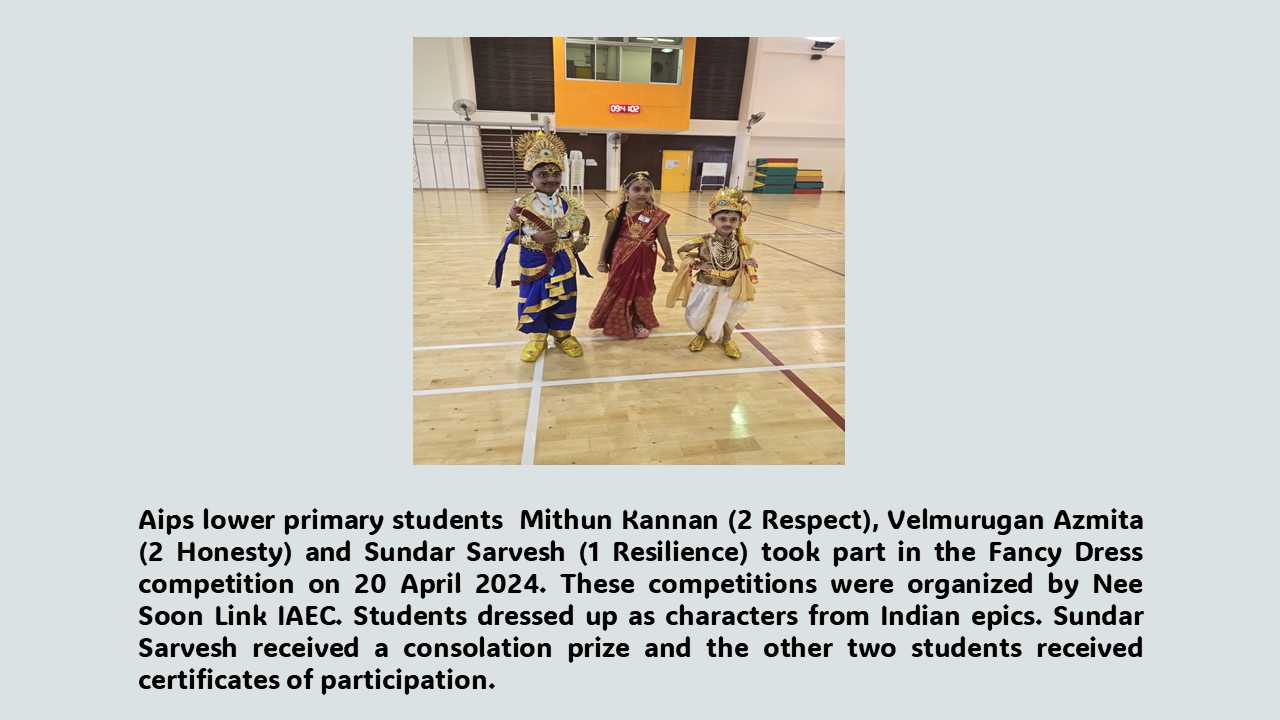 09:41:02
Aips lower primary students  Mithun Kannan (2 Respect), Velmurugan Azmita
(2 Honesty) and Sundar Sarvesh (1 Resilience) took part in the Fancy Dress
competition on 20 April 2024. These competitions were organized by Nee
Soon Link IAEC. Students dressed up as characters from Indian epics. Sundar
Sarvesh received a consolation prize and the other two students received
certificates of participation.